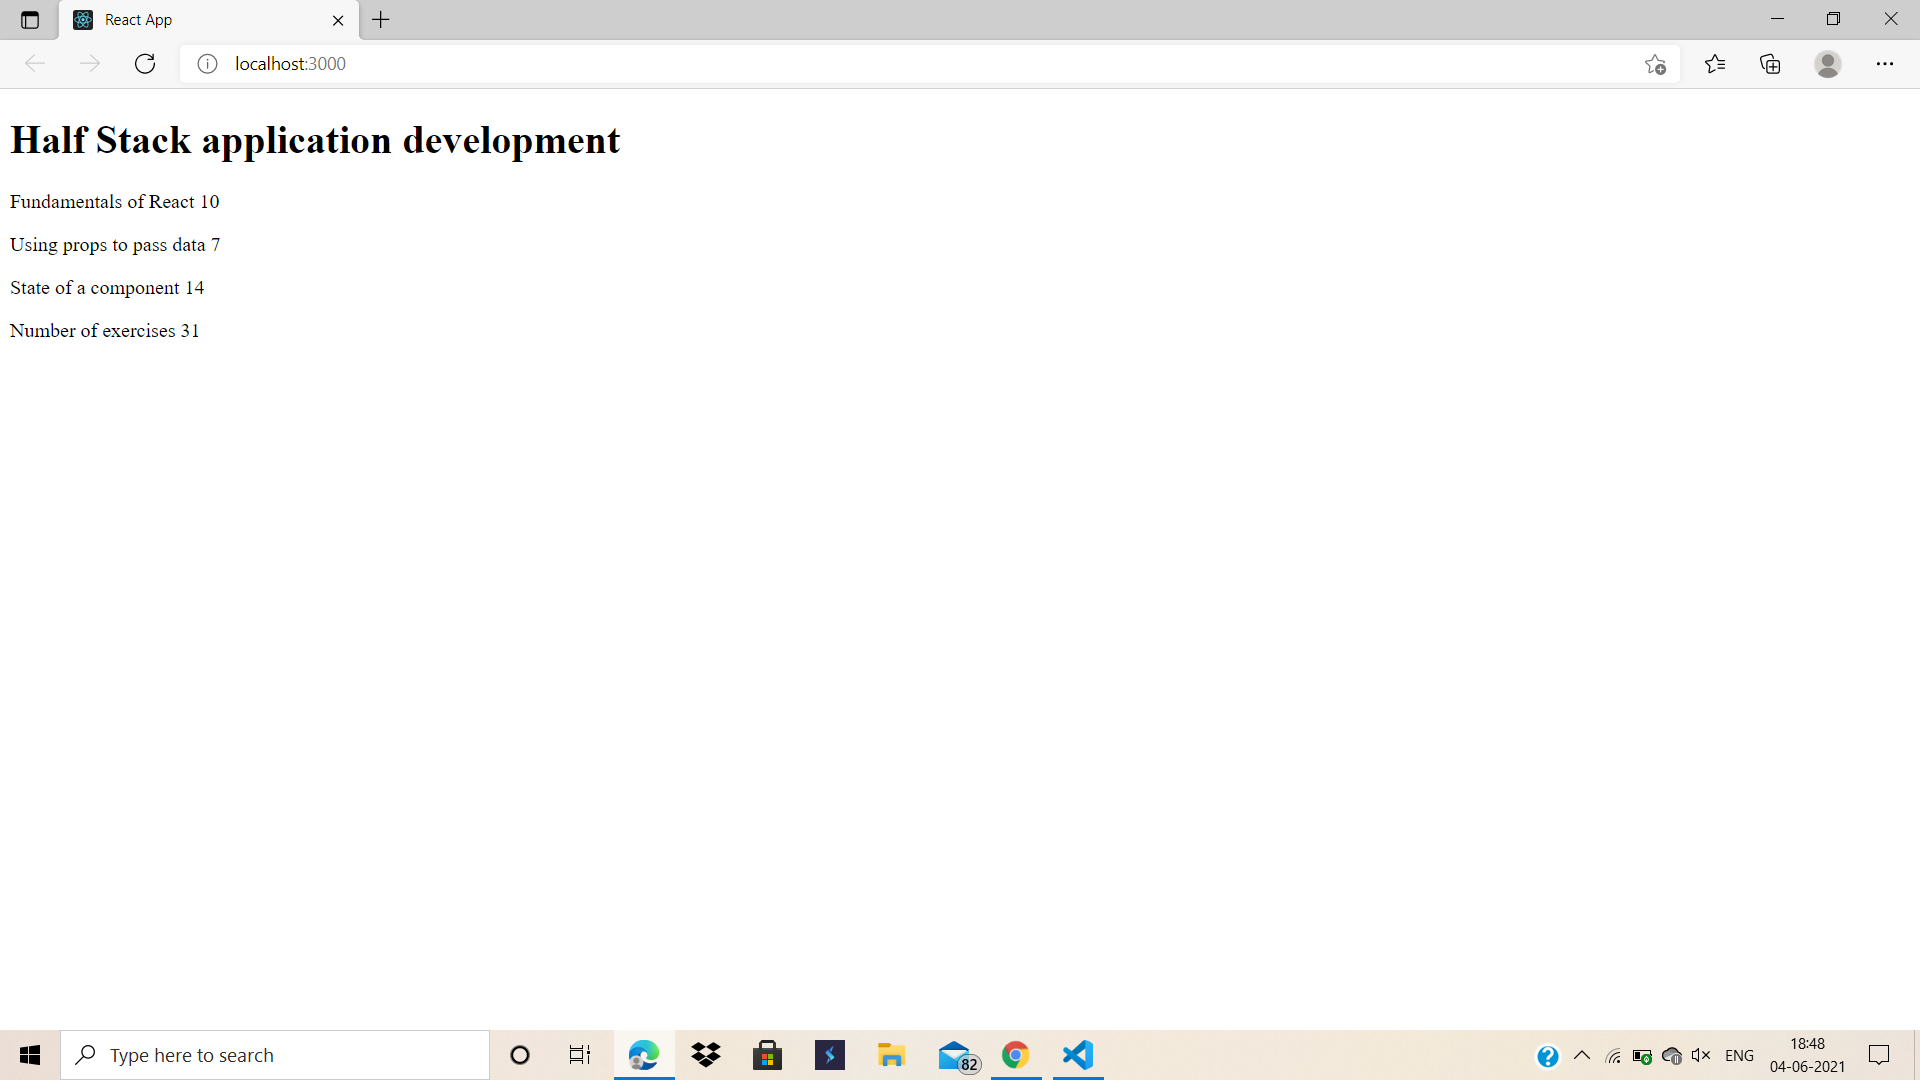 React App
localhost:3000
Half Stack application development
Fundamentals of React 10
Using props to pass data 7
State of a component 14
Number of exercises 31
Type here to search
82
ENG
18:48
04-06-2021